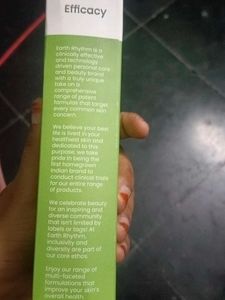 Efficacy
Earth Rhythm is a
clinically effective
and technology
driven personal care
and beauty brand
with a truly unique
take on a
comprehensive
range of potent
formulas that target
every common skin
concern.
We believe your best
life is lived in your
healthiest skin and
dedicated to this
purpose, we take
pride in being the
first homegrown
Indian brand to
conduct clinical trials
for our entire range
of products.
We celebrate beauty
for an inspiring and
diverse community
that isn't limited by
labels or tags! At
Earth Rhythm,
inclusivity and
diversity are part of
our core ethos.
Enjoy our range of
multi-faceted
formulations that
improve your skin's
overall health